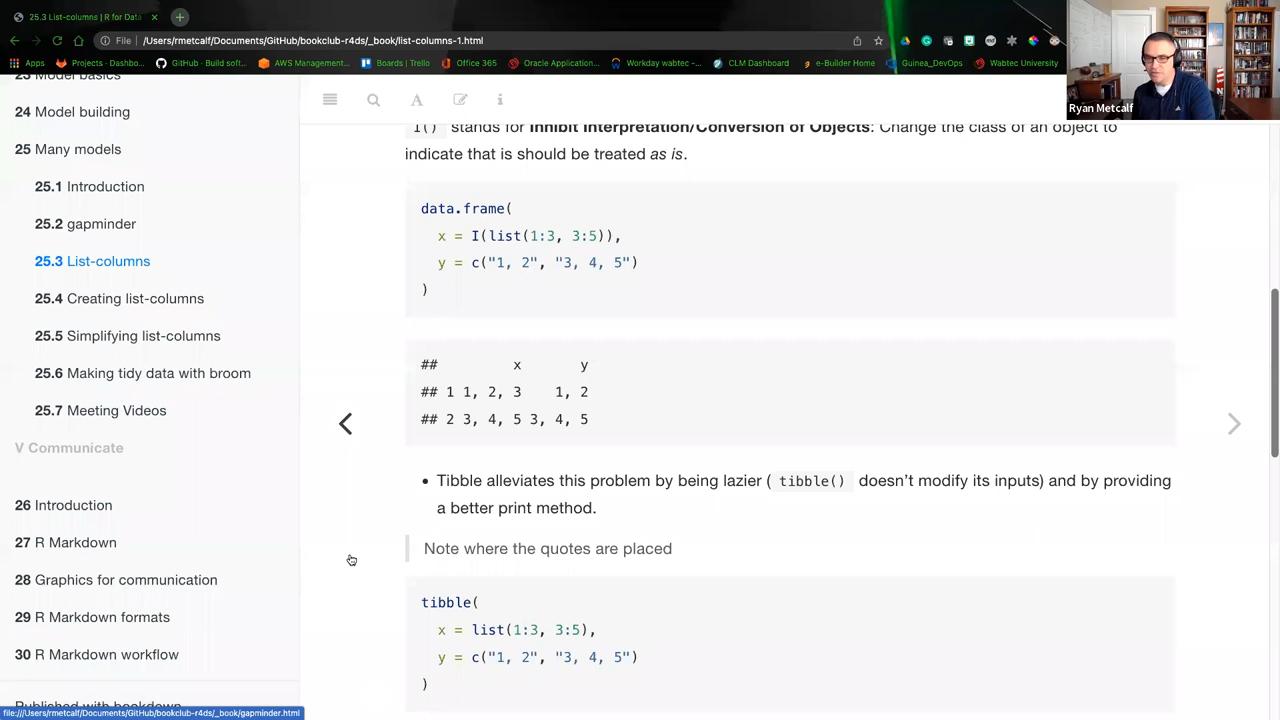 25.3 List-columns | R for Data
File | /Users/rmetcalf/Documents/GitHub/bookclub-r4ds/_book/list-columns-1.html
Apps Projects - Dashbo... GitHub · Build soft... AWS Management... Boards | Trello Office 365 Oracle Application... Workday wabtec -... CLM Dashboard e-Builder Home Guinea_DevOps Wabtec University
Ryan Metcalf
23 Model basics
24 Model building
25 Many models
25.1 Introduction
25.2 gapminder
25.3 List-columns
25.4 Creating list-columns
25.5 Simplifying list-columns
25.6 Making tidy data with broom
25.7 Meeting Videos
V Communicate
26 Introduction
27 R Markdown
28 Graphics for communication
29 R Markdown formats
30 R Markdown workflow
Published with bookdown
file:///Users/rmetcalf/Documents/GitHub/bookclub-r4ds/_book/gapminder.html
I() stands for Inhibit Interpretation/Conversion of Objects: Change the class of an object to
indicate that is should be treated as is.
data.frame(
x = I(list(1:3, 3:5)),
y = c("1, 2", "3, 4, 5")
)
## x y
## 1 1, 2, 3 1, 2
## 2 3, 4, 5 3, 4, 5
• Tibble alleviates this problem by being lazier ( tibble() doesn't modify its inputs) and by providing
a better print method.
Note where the quotes are placed
tibble(
x = list(1:3, 3:5),
y = c("1, 2", "3, 4, 5")
)